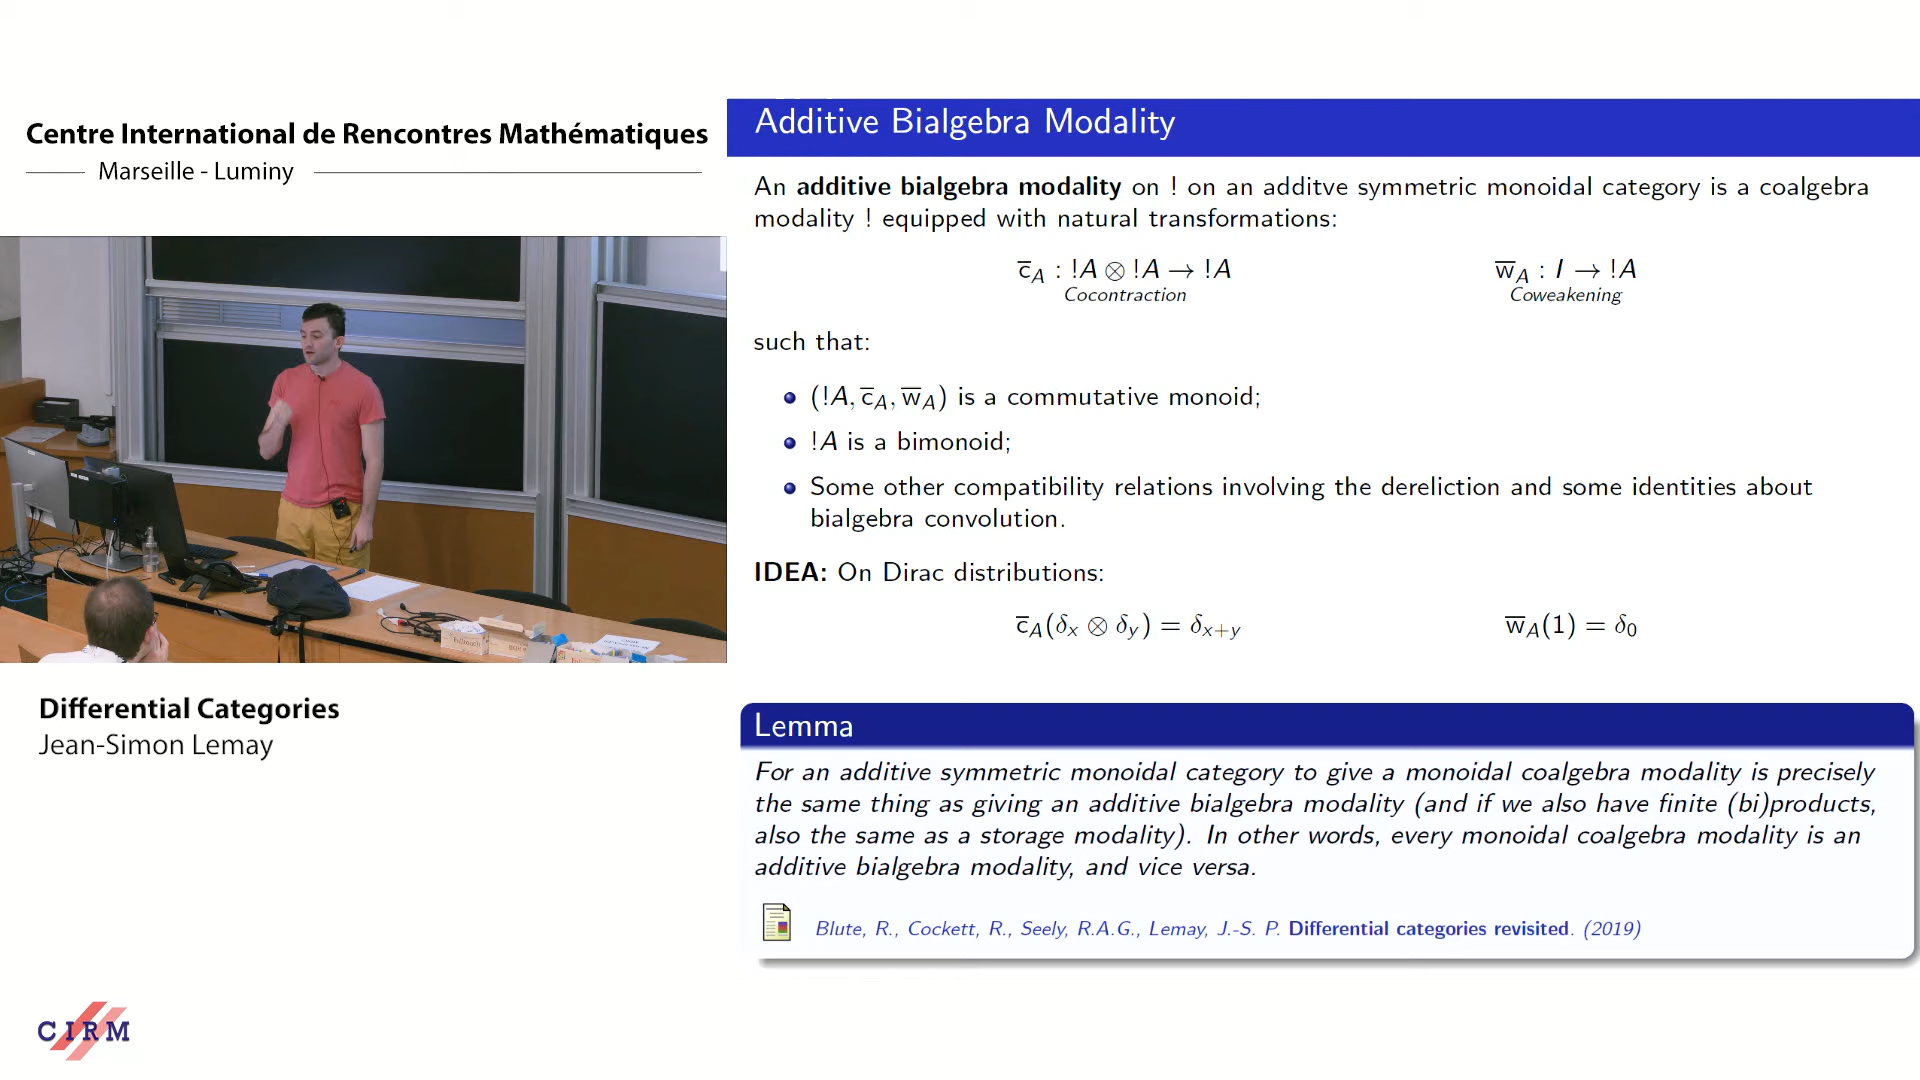 Centre International de Rencontres Mathématiques
Marseille - Luminy
Differential Categories
Jean-Simon Lemay
CIRM
Additive Bialgebra Modality
An additive bialgebra modality on ! on an additve symmetric monoidal category is a coalgebra
modality ! equipped with natural transformations:
c̅_A : !A ⊗ !A → !A w̅_A : I → !A
Cocontraction Coweakening
such that:
(!A, c̅_A, w̅_A) is a commutative monoid;
!A is a bimonoid;
Some other compatibility relations involving the dereliction and some identities about
bialgebra convolution.
IDEA: On Dirac distributions:
c̅_A(δ_x ⊗ δ_y) = δ_{x+y} w̅_A(1) = δ_0
Lemma
For an additive symmetric monoidal category to give a monoidal coalgebra modality is precisely
the same thing as giving an additive bialgebra modality (and if we also have finite (bi)products,
also the same as a storage modality). In other words, every monoidal coalgebra modality is an
additive bialgebra modality, and vice versa.
Blute, R., Cockett, R., Seely, R.A.G., Lemay, J.-S. P. Differential categories revisited. (2019)